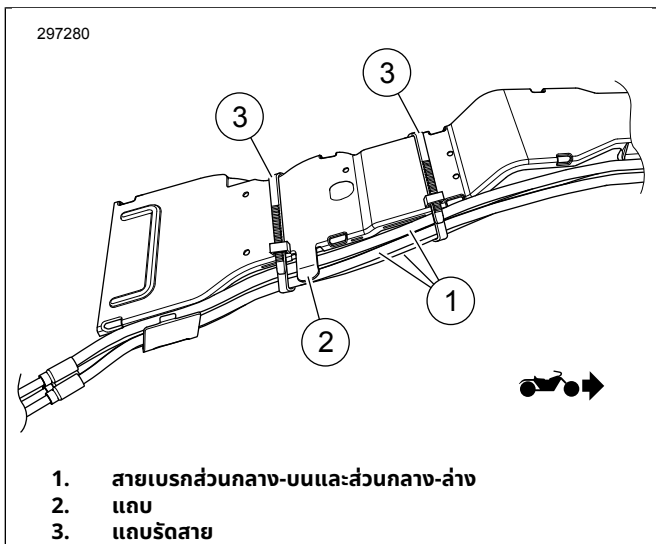 297280
3
3
1
2
1. สายเบรกส่วนกลาง-บนและส่วนกลาง-ล่าง
2. แถบ
3. แถบรัดสาย